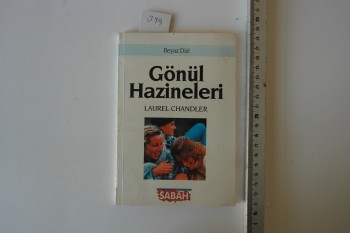 Beyaz Dizi
Gönül
Hazineleri
LAUREL CHANDLER
SABAH